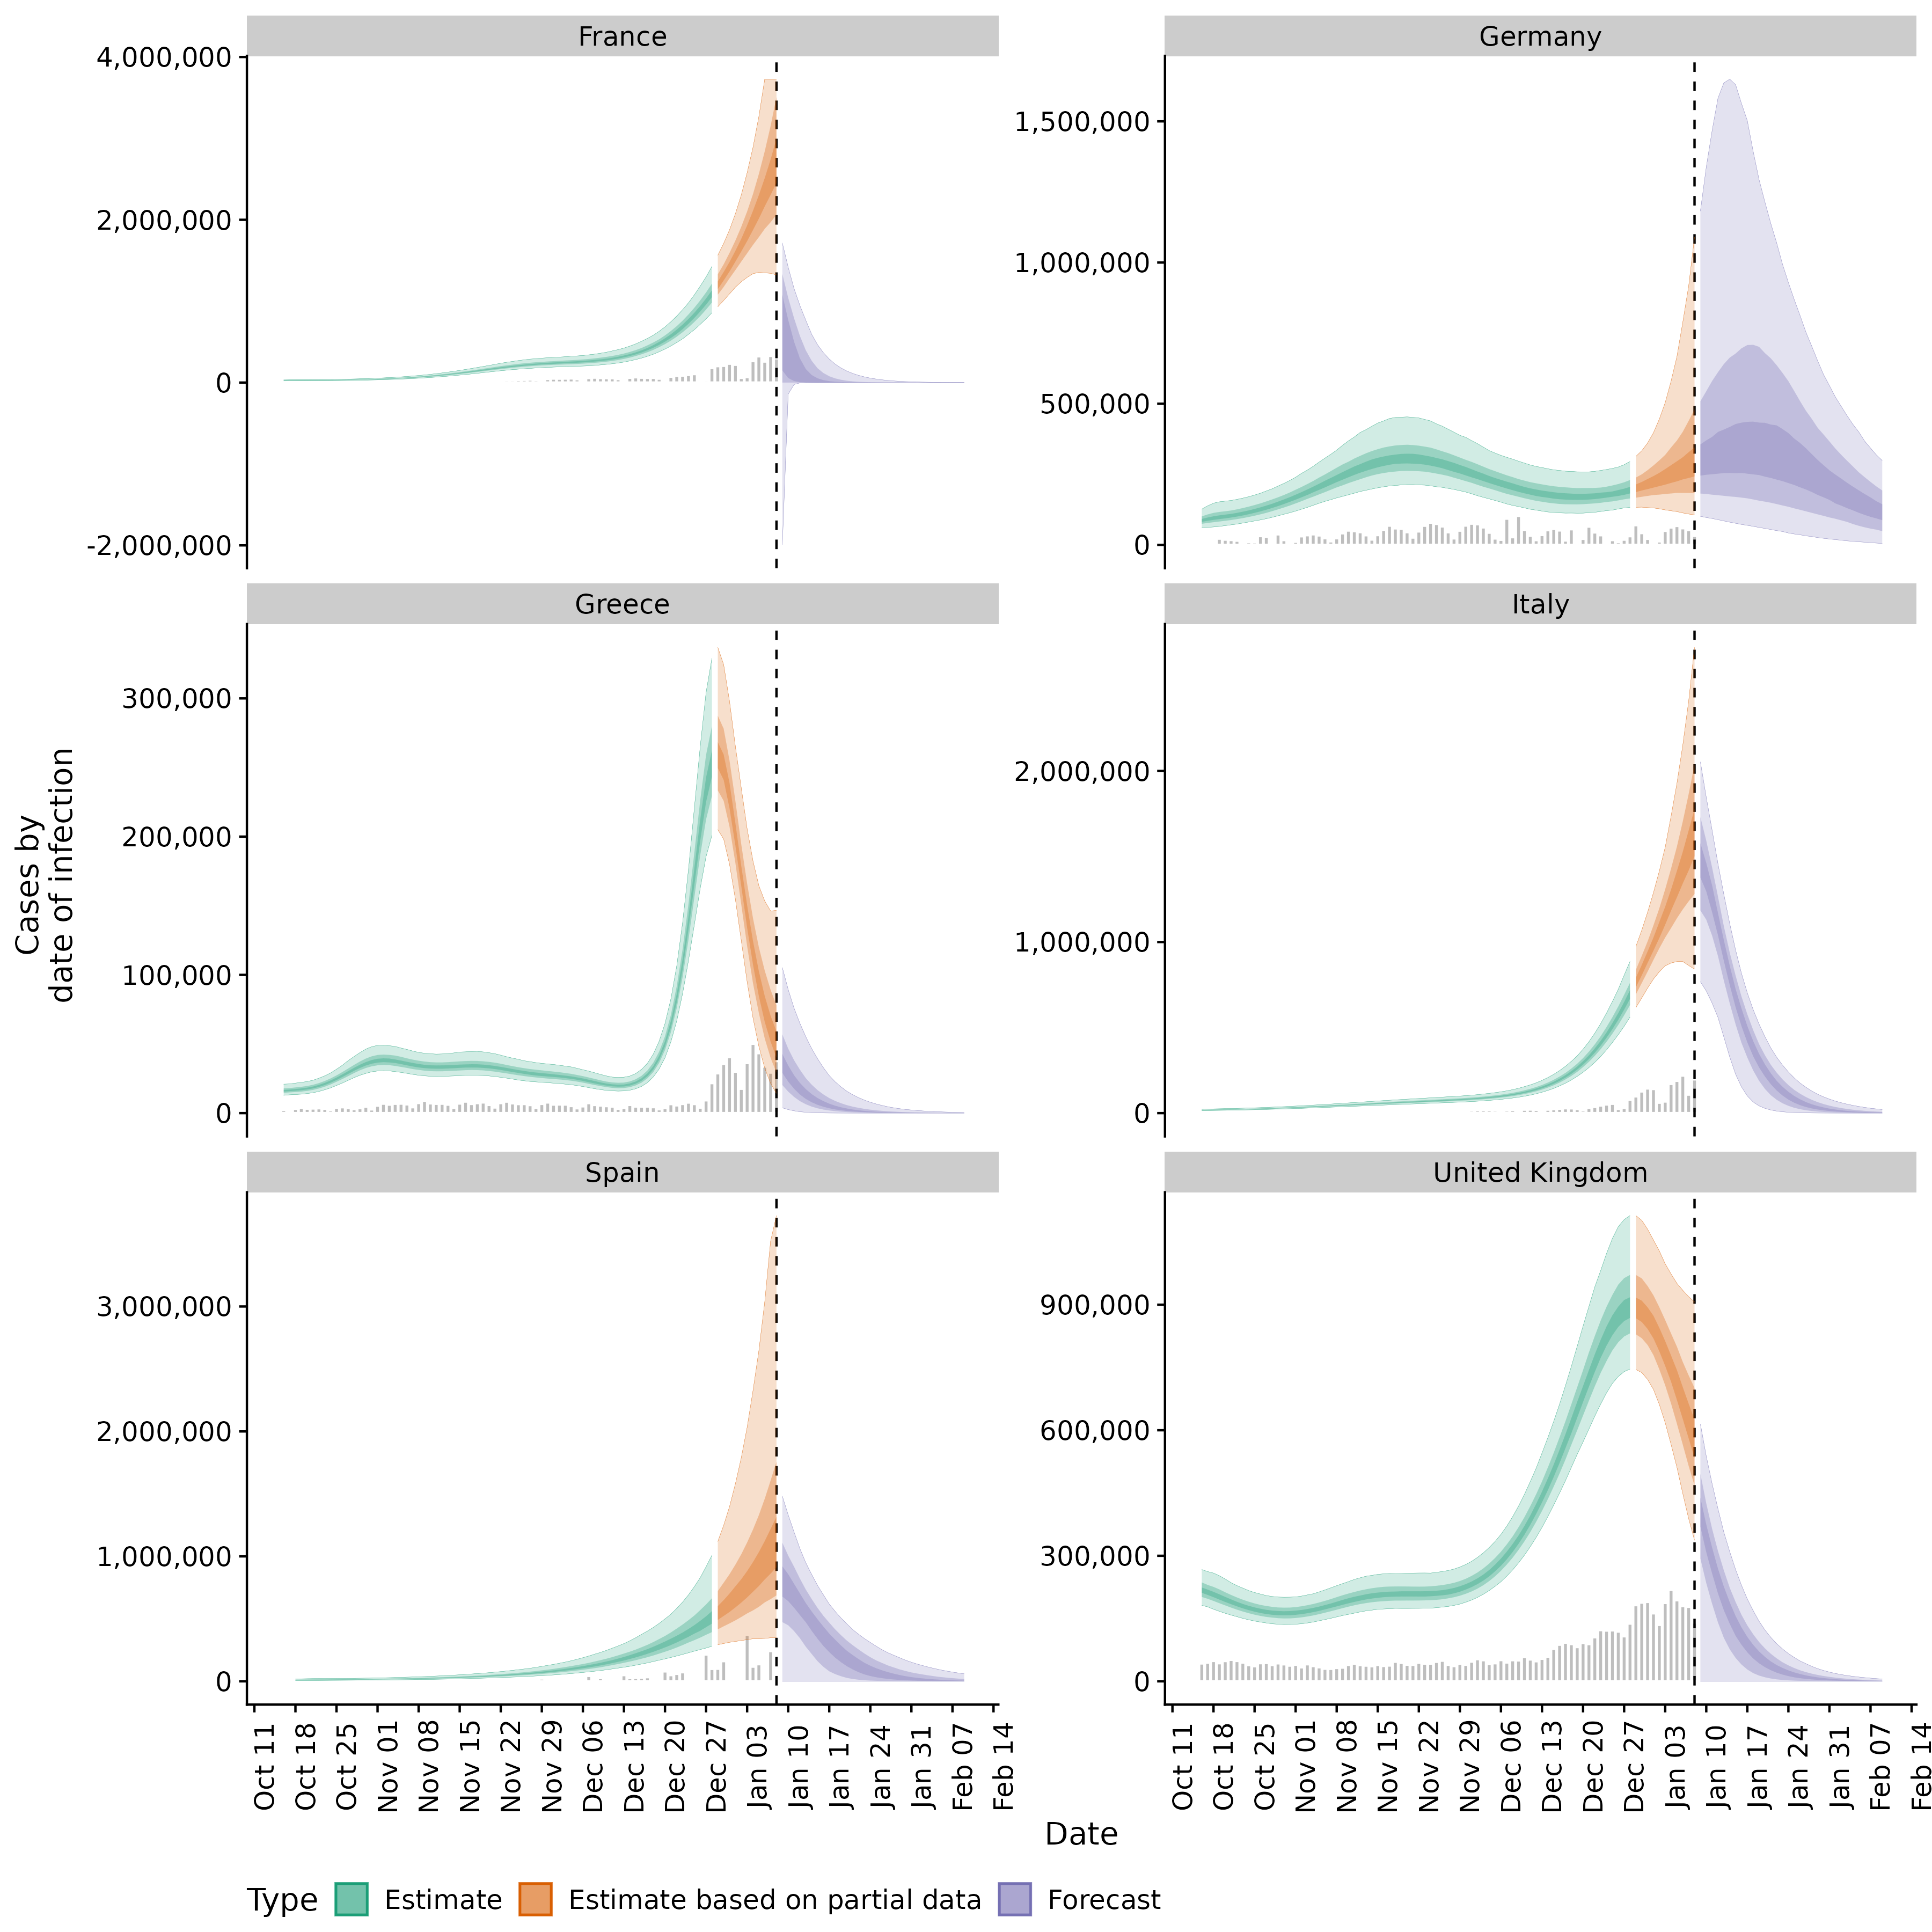 France
Germany
4,000,000
2,000,000
0
-2,000,000
1,500,000
1,000,000
500,000
0
Greece
Italy
300,000
200,000
100,000
0
2,000,000
1,000,000
0
Cases by
date of infection
Spain
United Kingdom
3,000,000
2,000,000
1,000,000
0
900,000
600,000
300,000
0
Oct 11
Oct 18
Oct 25
Nov 01
Nov 08
Nov 15
Nov 22
Nov 29
Dec 06
Dec 13
Dec 20
Dec 27
Jan 03
Jan 10
Jan 17
Jan 24
Jan 31
Feb 07
Feb 14
Oct 11
Oct 18
Oct 25
Nov 01
Nov 08
Nov 15
Nov 22
Nov 29
Dec 06
Dec 13
Dec 20
Dec 27
Jan 03
Jan 10
Jan 17
Jan 24
Jan 31
Feb 07
Feb 14
Date
Type Estimate Estimate based on partial data Forecast